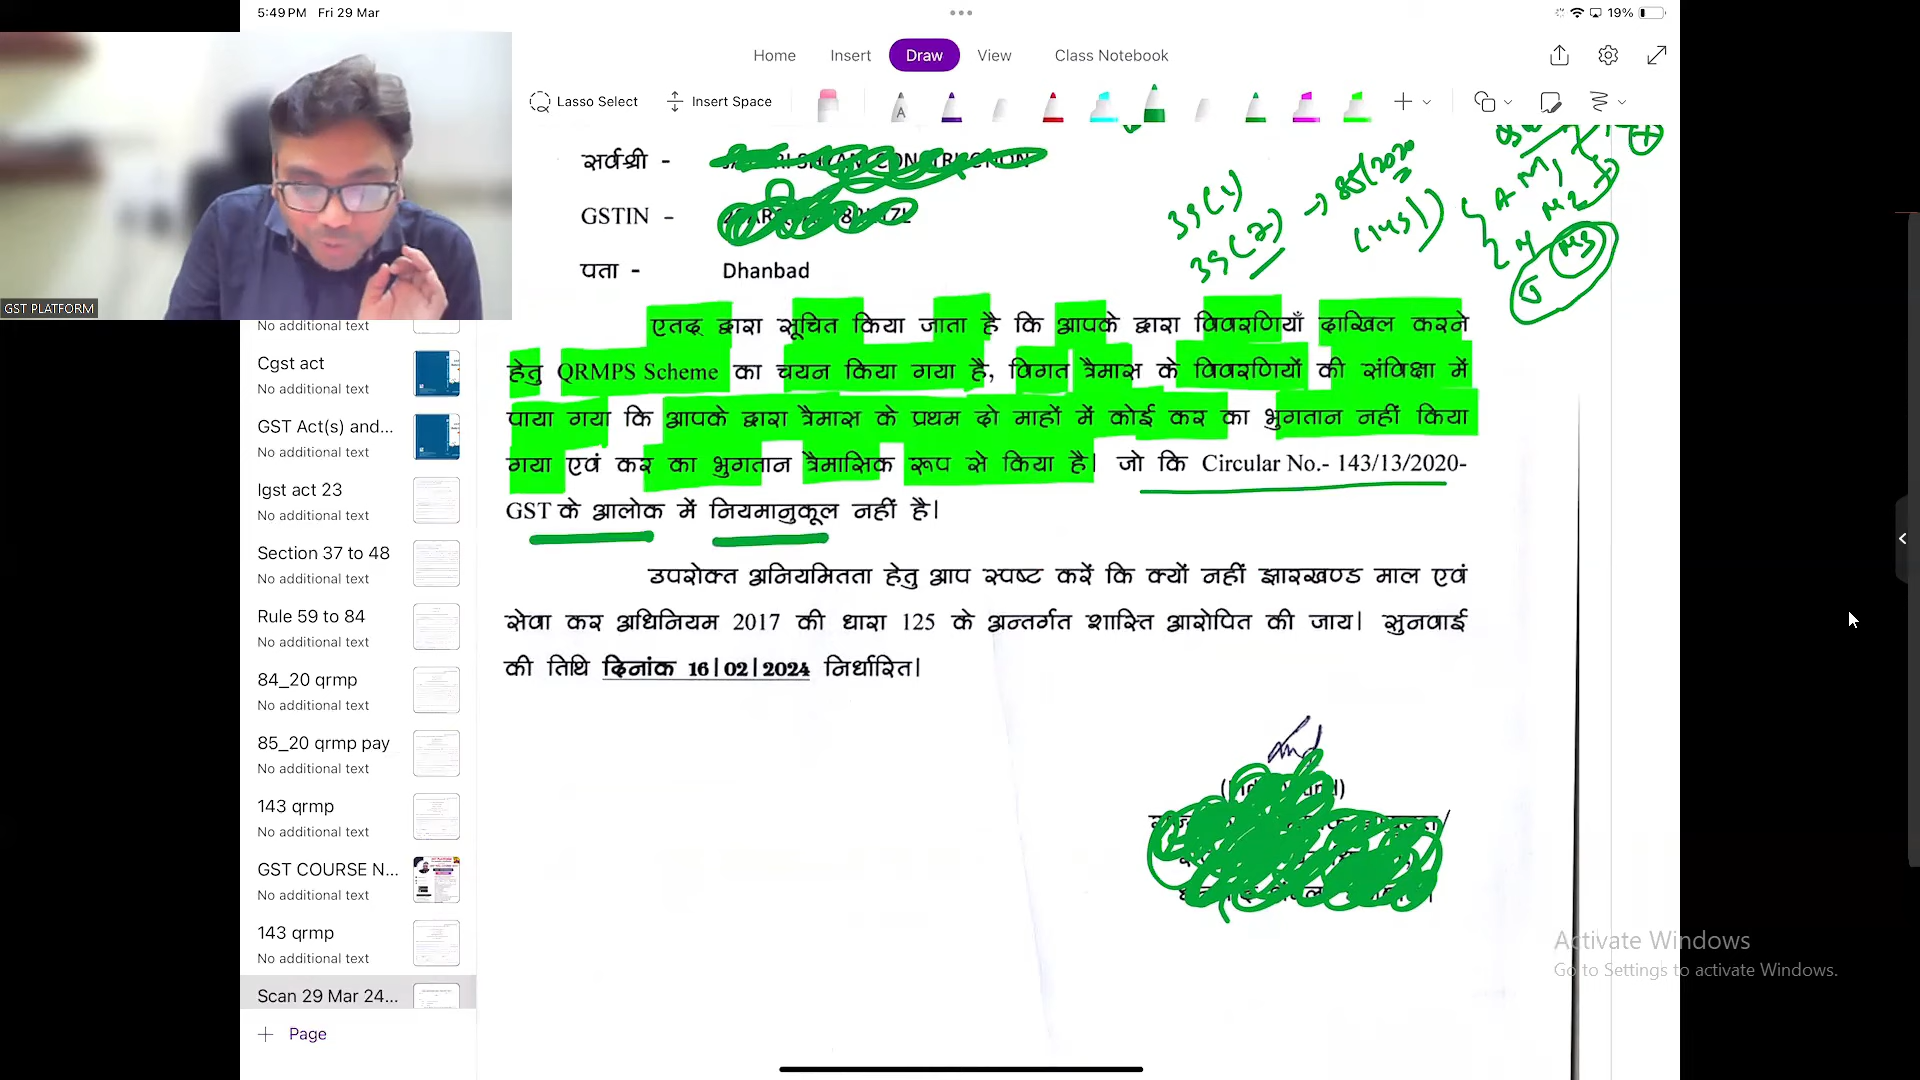 5:49 PM Fri 29 Mar
19%
Home Insert Draw View Class Notebook
Lasso Select Insert Space
GST PLATFORM
No additional text
Cgst act
No additional text
GST Act(s) and...
No additional text
Igst act 23
No additional text
Section 37 to 48
No additional text
Rule 59 to 84
No additional text
84_20 qrmp
No additional text
85_20 qrmp pay
No additional text
143 qrmp
No additional text
GST COURSE N...
No additional text
143 qrmp
No additional text
Scan 29 Mar 24...
Page
सर्वश्री -
GSTIN -
पता - Dhanbad
39(1)
39(7) → 85/2020
(143)
एतद द्वारा सूचित किया जाता है कि आपके द्वारा विवरणियाँ दाखिल करने
हेतु QRMPS Scheme का चयन किया गया है, विगत त्रैमास के विवरणियों की संविक्षा में
पाया गया कि आपके द्वारा त्रैमास के प्रथम दो माहों में कोई कर का भुगतान नहीं किया
गया एवं कर का भुगतान त्रैमासिक रूप से किया है। जो कि Circular No.- 143/13/2020-
GST के आलोक में नियमानुकूल नहीं है।
उपरोक्त अनियमितता हेतु आप स्पष्ट करें कि क्यों नहीं झारखण्ड माल एवं
सेवा कर अधिनियम 2017 की धारा 125 के अन्तर्गत शास्ति आरोपित की जाय। सुनवाई
की तिथि दिनांक 16|02|2024 निर्धारित।
Activate Windows
Go to Settings to activate Windows.